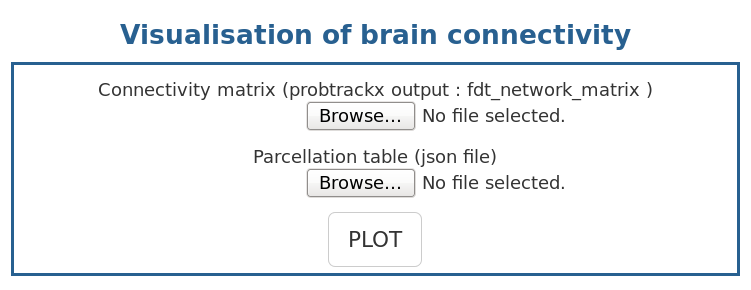 Visualisation of brain connectivity
Connectivity matrix (probtrackx output : fdt_network_matrix )
Browse... No file selected.
Parcellation table (json file)
Browse... No file selected.
PLOT